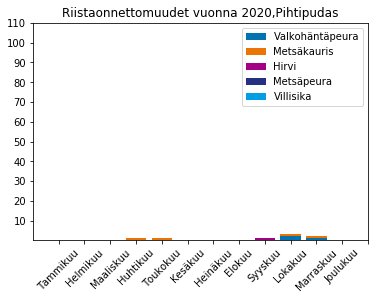 Riistaonnettomuudet vuonna 2020,Pihtipudas
110
100
90
80
70
60
50
40
30
20
10
Valkohäntäpeura
Metsäkauris
Hirvi
Metsäpeura
Villisika
Tammikuu
Helmikuu
Maaliskuu
Huhtikuu
Toukokuu
Kesäkuu
Heinäkuu
Elokuu
Syyskuu
Lokakuu
Marraskuu
Joulukuu